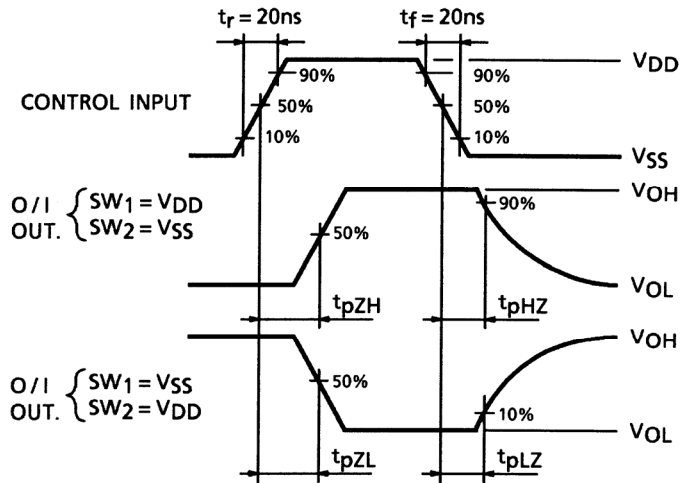 tr = 20ns
tf = 20ns
VDD
90%
90%
CONTROL INPUT
50%
50%
10%
10%
VSS
VOH
O/I { SW1 = VDD
OUT. { SW2 = VSS
90%
50%
tpZH
tpHZ
VOL
VOH
O/I { SW1 = VSS
OUT. { SW2 = VDD
50%
10%
VOL
tpZL
tpLZ